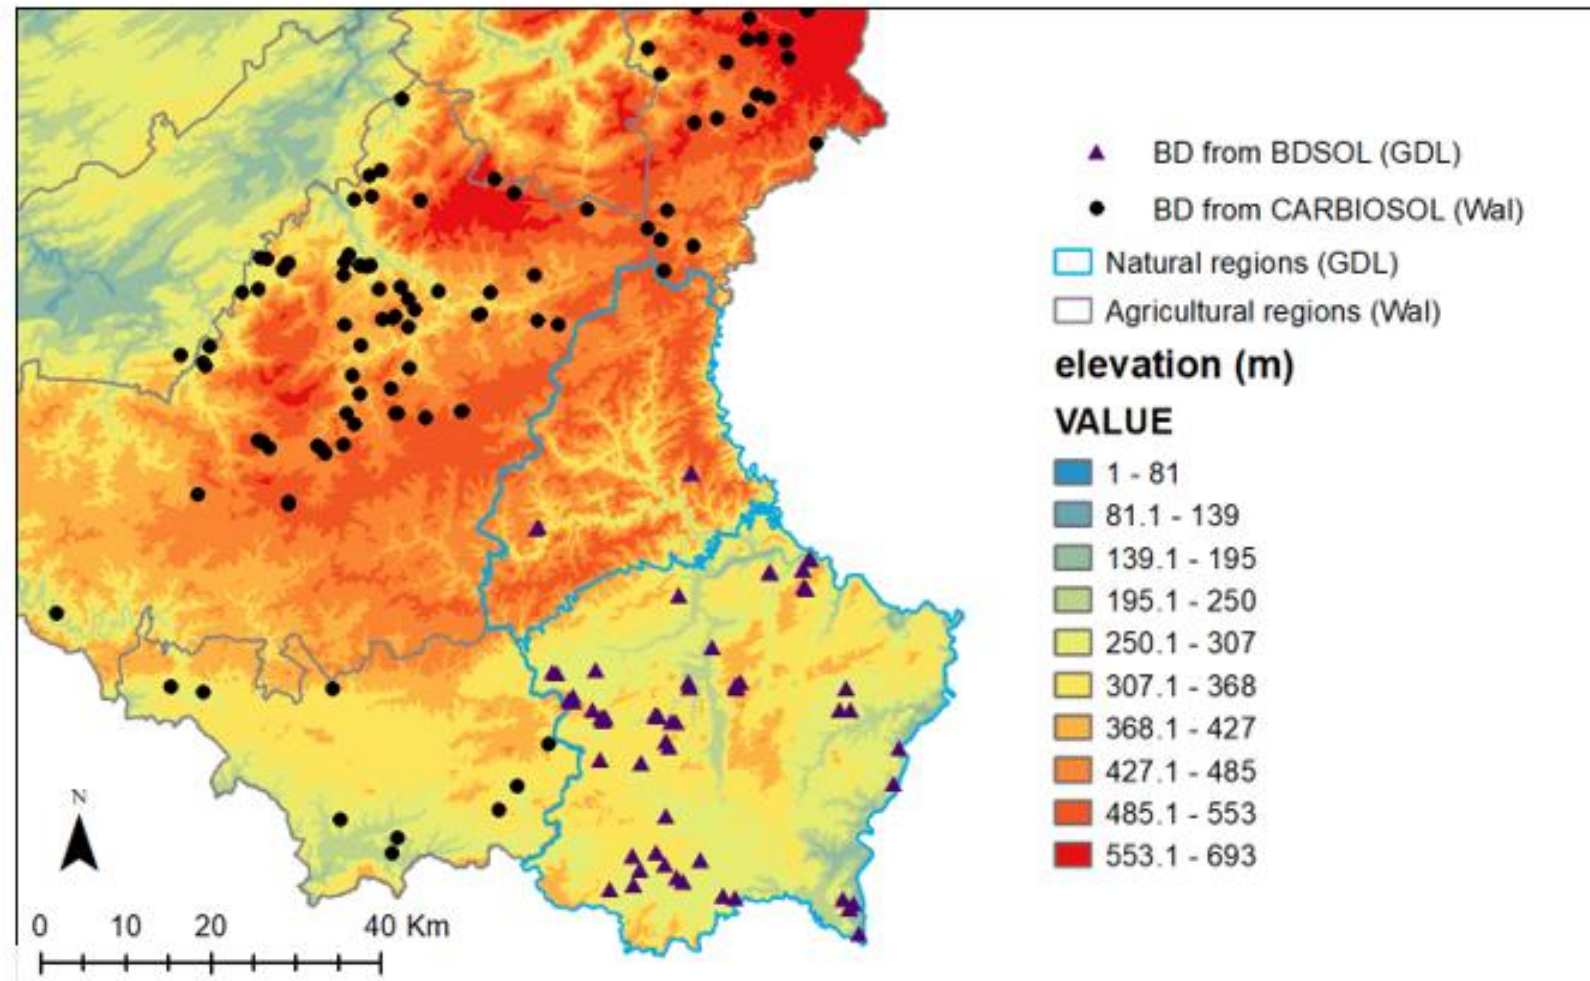 BD from BDSOL (GDL)
BD from CARBIOSOL (Wal)
Natural regions (GDL)
Agricultural regions (Wal)
elevation (m)
VALUE
1 - 81
81.1 - 139
139.1 - 195
195.1 - 250
250.1 - 307
307.1 - 368
368.1 - 427
427.1 - 485
485.1 - 553
553.1 - 693
N
0 10 20 40 Km